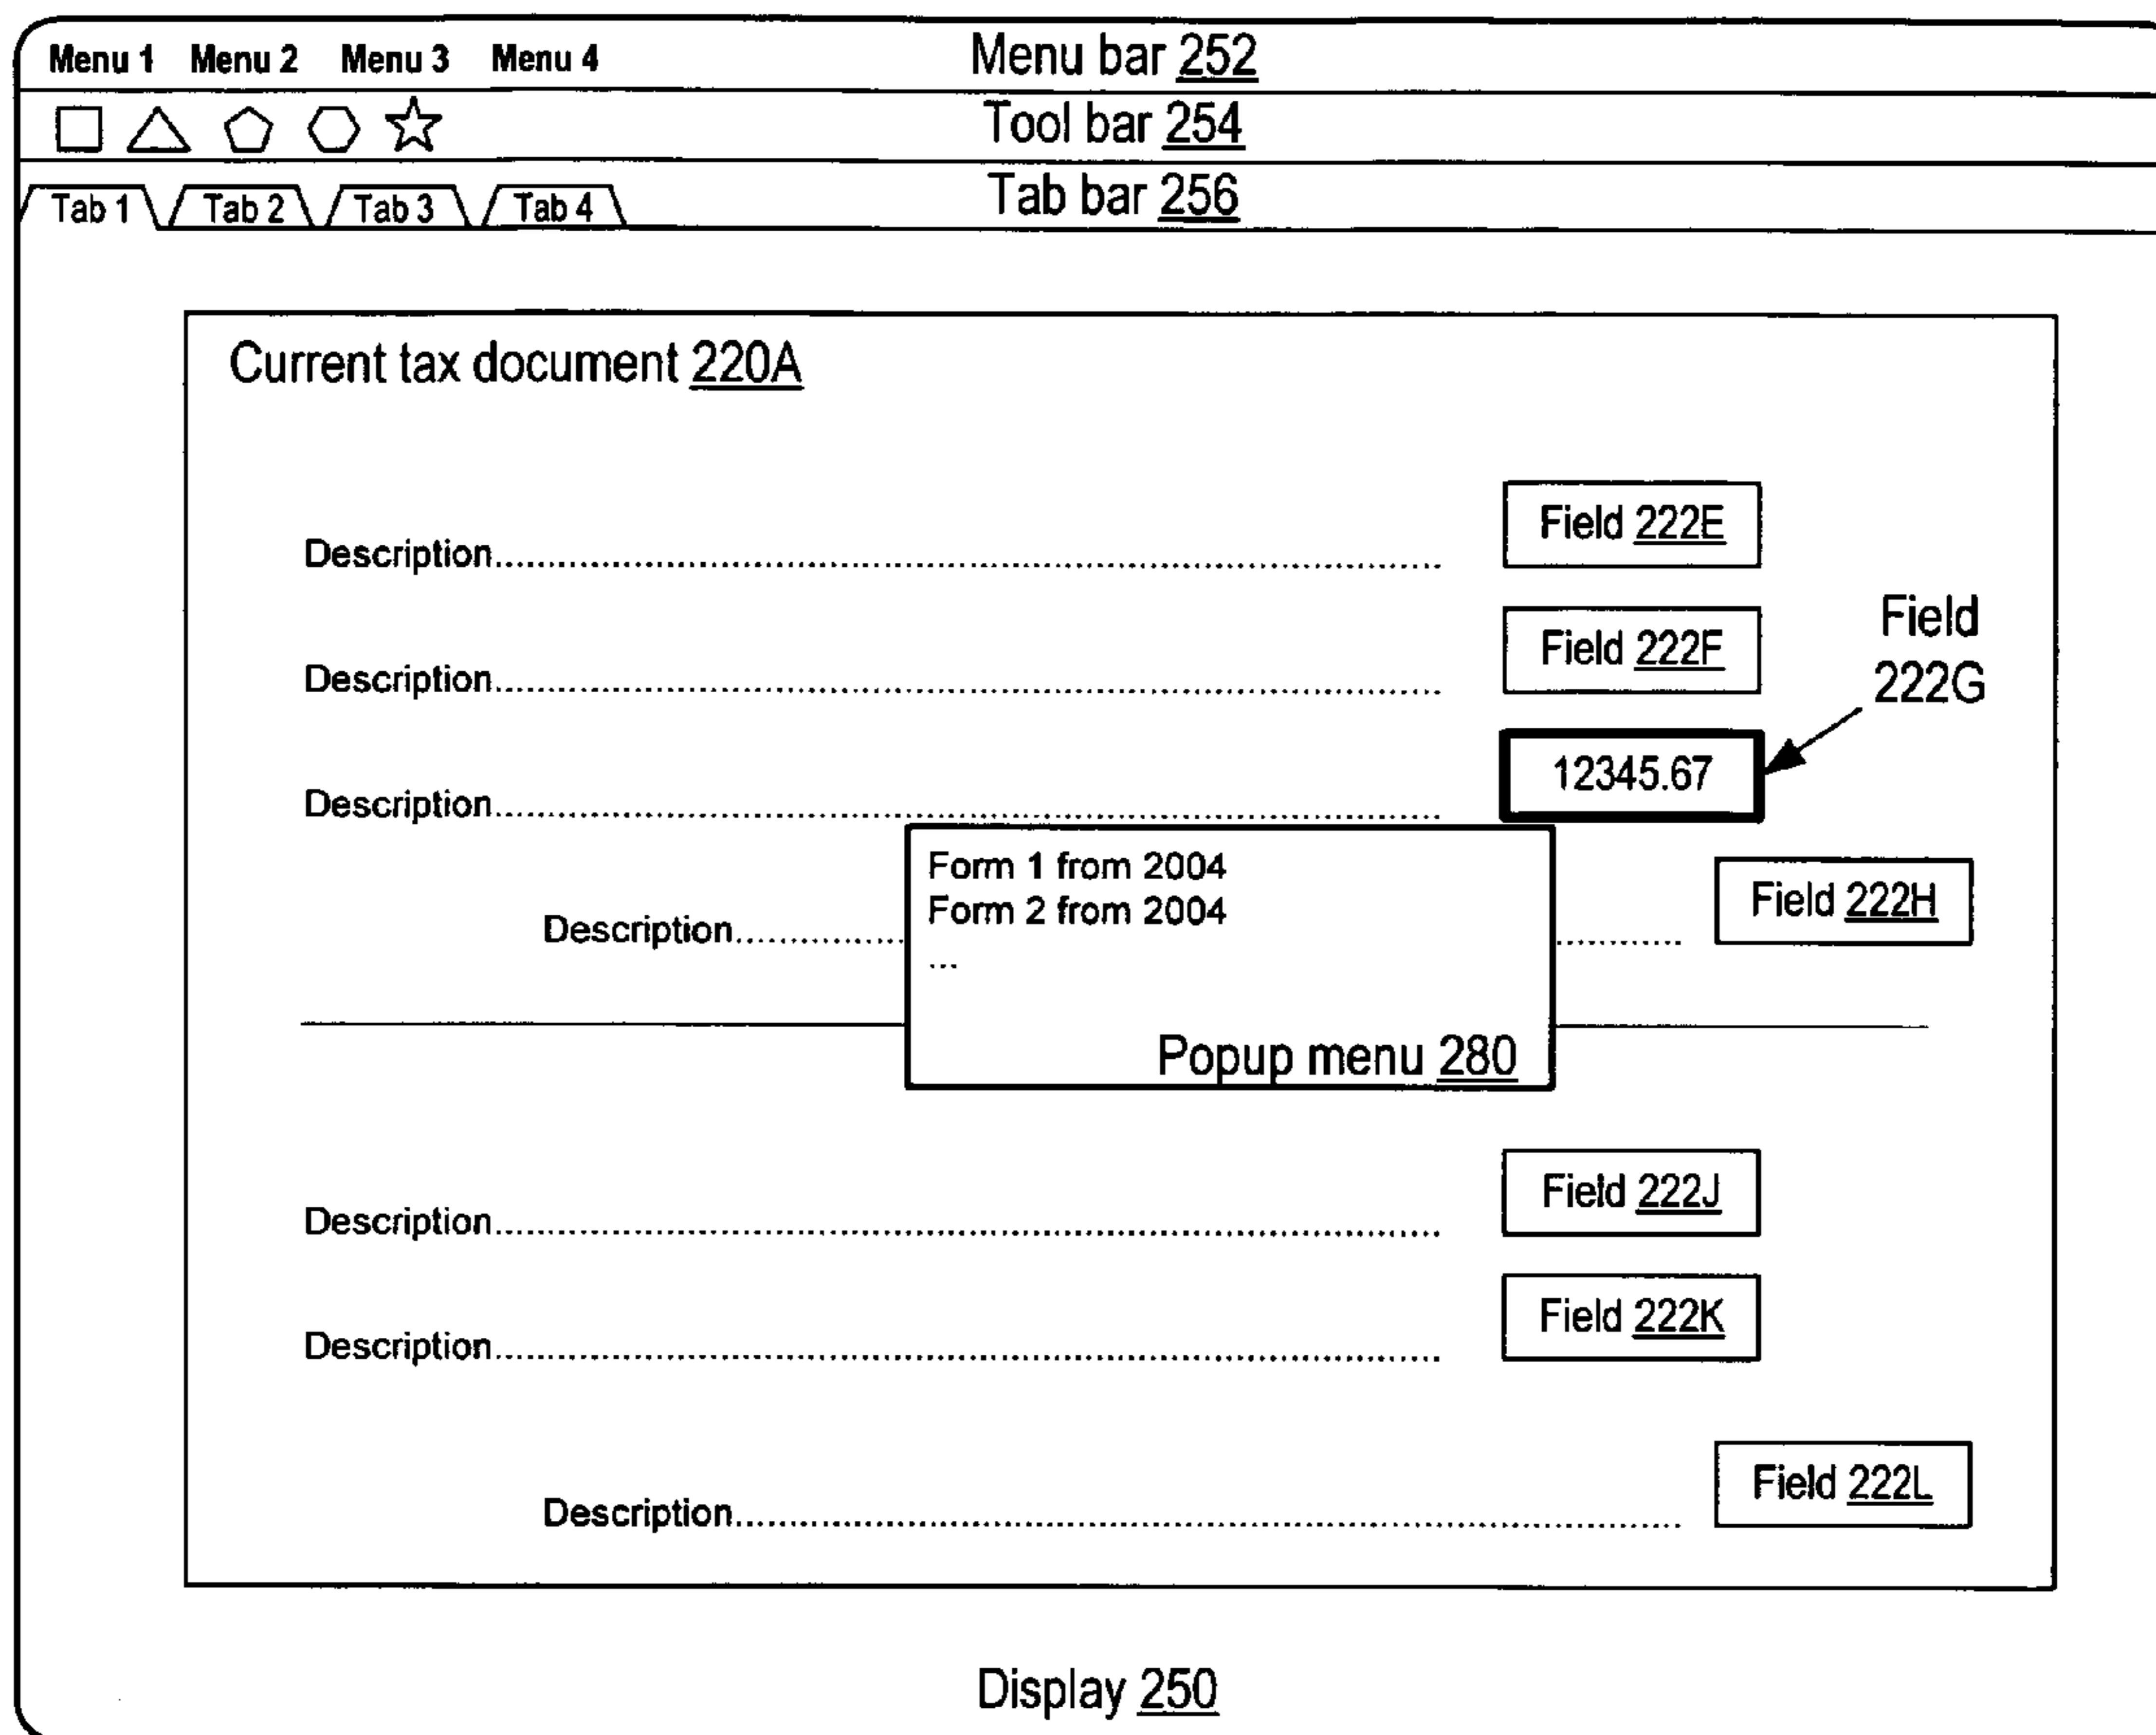 Menu 1 Menu 2 Menu 3 Menu 4 Menu bar 252
Tool bar 254
Tab bar 256
Tab 1 Tab 2 Tab 3 Tab 4
Current tax document 220A
Field 222E
Description...............................................................................................
Field 222F
Description...............................................................................................
Field
222G
12345.67
Description...............................................................................................
Form 1 from 2004
Form 2 from 2004
...
Popup menu 280
Field 222H
Description...............................
Field 222J
Description...............................................................................................
Field 222K
Description...............................................................................................
Field 222L
Description...............................................................................................
Display 250